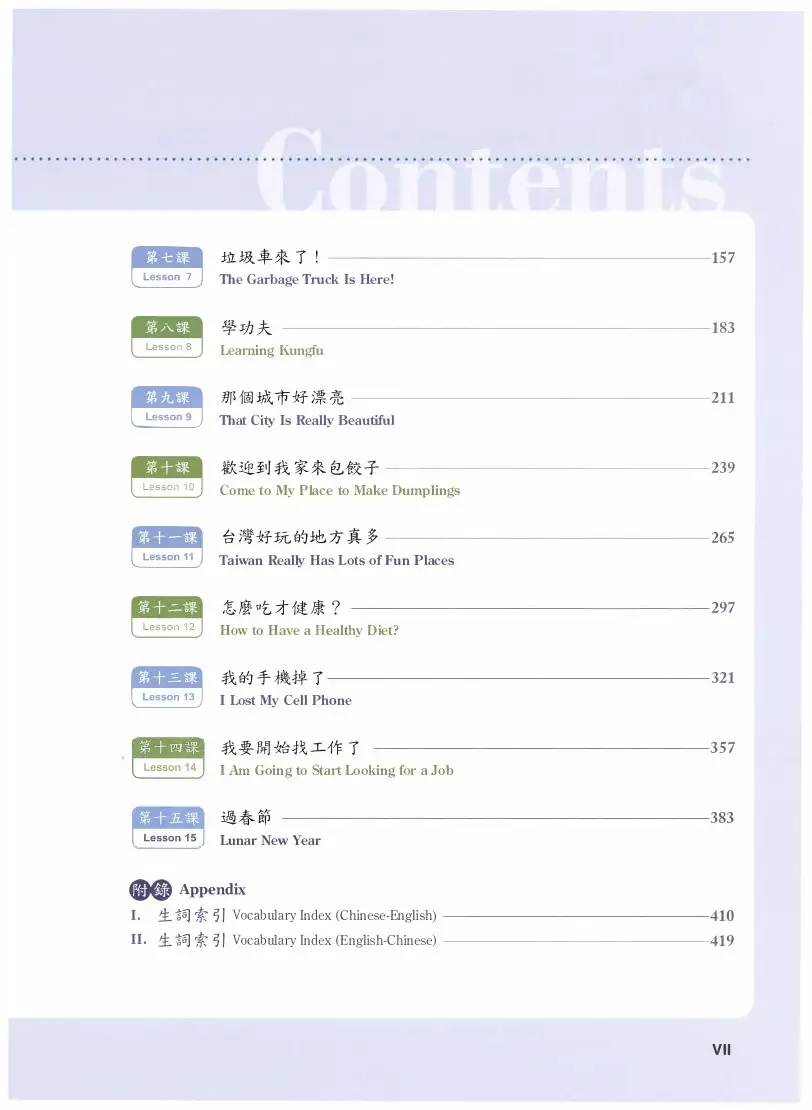 Contents
第七課 垃圾車來了！ 157
Lesson 7 The Garbage Truck Is Here!
第八課 學功夫 183
Lesson 8 Learning Kungfu
第九課 那個城市好漂亮 211
Lesson 9 That City Is Really Beautiful
第十課 歡迎到我家來包餃子 239
Lesson 10 Come to My Place to Make Dumplings
第十一課 台灣好玩的地方真多 265
Lesson 11 Taiwan Really Has Lots of Fun Places
第十二課 怎麼吃才健康？ 297
Lesson 12 How to Have a Healthy Diet?
第十三課 我的手機掉了 321
Lesson 13 I Lost My Cell Phone
第十四課 我要開始找工作了 357
Lesson 14 I Am Going to Start Looking for a Job
第十五課 過春節 383
Lesson 15 Lunar New Year
附錄 Appendix
I. 生詞索引 Vocabulary Index (Chinese-English) 410
II. 生詞索引 Vocabulary Index (English-Chinese) 419
VII